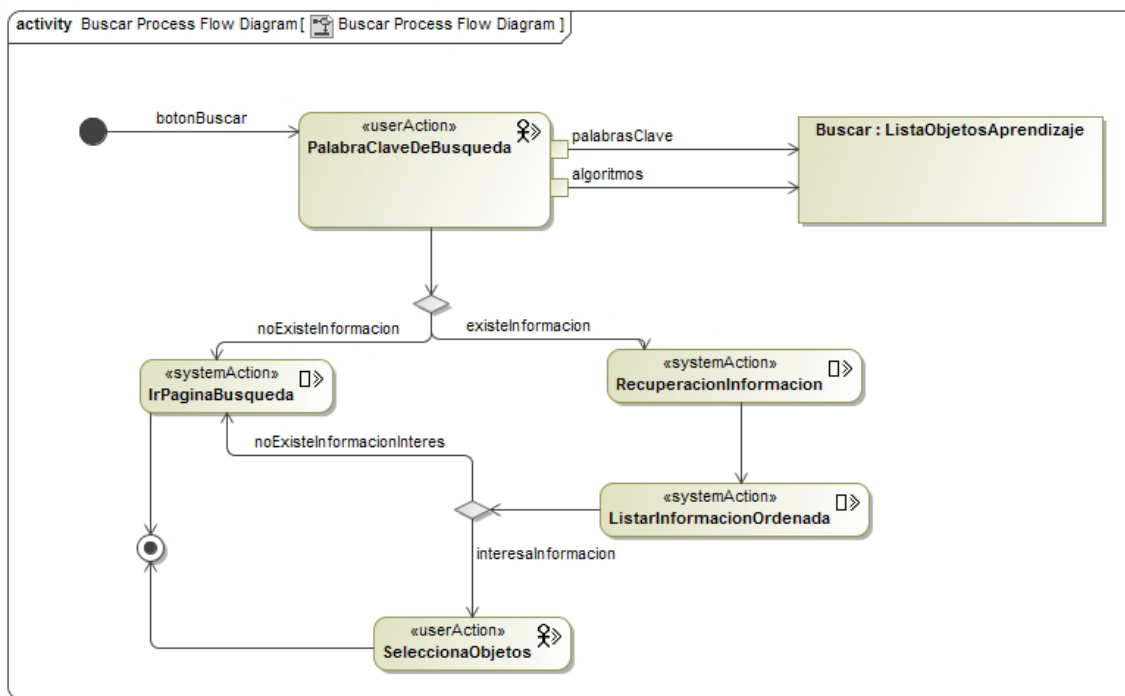 activity Buscar Process Flow Diagram [ Buscar Process Flow Diagram ]
botonBuscar
«userAction»
PalabraClaveDeBusqueda
palabrasClave
algoritmos
Buscar : ListaObjetosAprendizaje
noExisteInformacion
existeInformacion
«systemAction»
IrPaginaBusqueda
«systemAction»
RecuperacionInformacion
noExisteInformacionInteres
«systemAction»
ListarInformacionOrdenada
interesaInformacion
«userAction»
SeleccionaObjetos